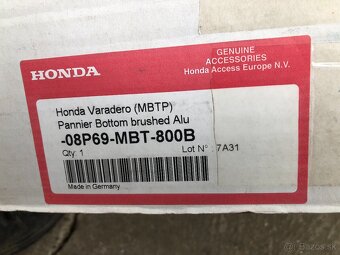 HONDA
GENUINE
ACCESSORIES
Honda Access Europe N.V.
Honda Varadero (MBTP)
Pannier Bottom brushed Alu
-08P69-MBT-800B
Qty: 1
Lot N° : 7A31
Made in Germany
Bazos.sk